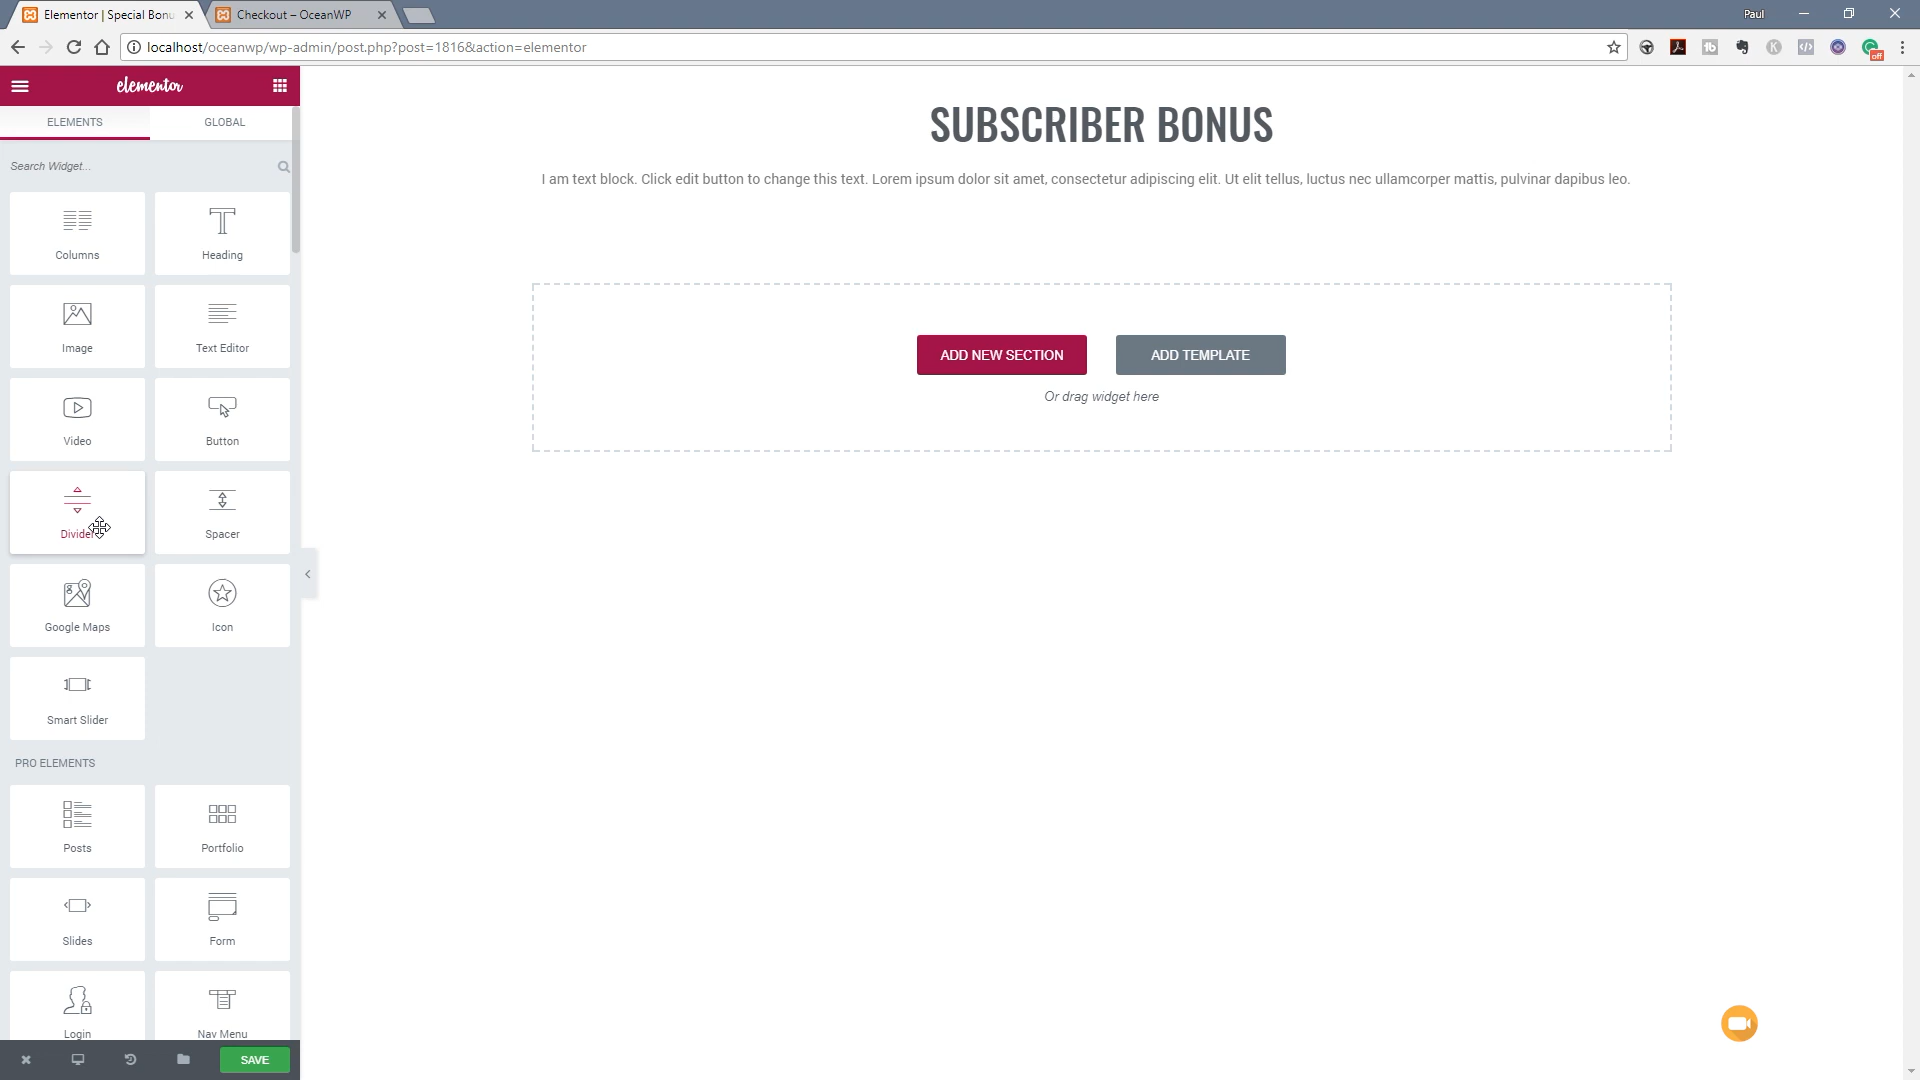 Elementor | Special Bonu
Checkout – OceanWP
Paul
localhost/oceanwp/wp-admin/post.php?post=1816&action=elementor
off
elementor
ELEMENTS
GLOBAL
Search Widget...
Columns
Heading
Image
Text Editor
Video
Button
Divider
Spacer
Google Maps
Icon
Smart Slider
PRO ELEMENTS
Posts
Portfolio
Slides
Form
Login
Nav Menu
SAVE
SUBSCRIBER BONUS
I am text block. Click edit button to change this text. Lorem ipsum dolor sit amet, consectetur adipiscing elit. Ut elit tellus, luctus nec ullamcorper mattis, pulvinar dapibus leo.
ADD NEW SECTION
ADD TEMPLATE
Or drag widget here